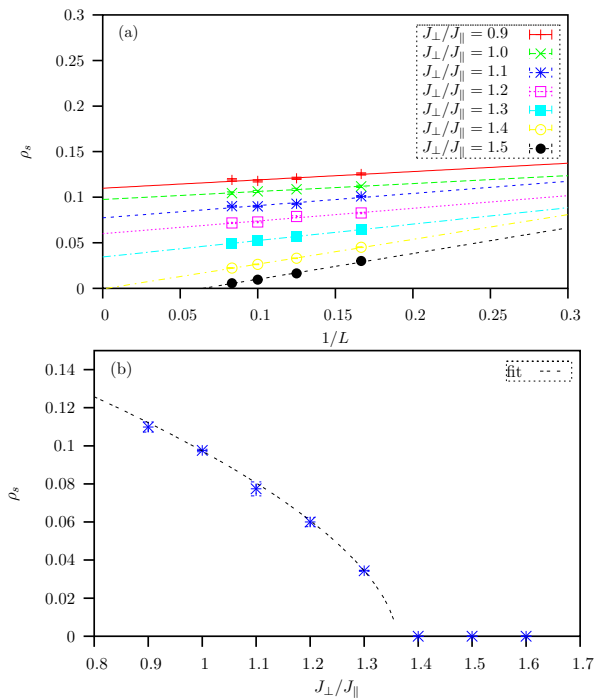 (a)
J⊥/J∥ = 0.9
J⊥/J∥ = 1.0
J⊥/J∥ = 1.1
J⊥/J∥ = 1.2
J⊥/J∥ = 1.3
J⊥/J∥ = 1.4
J⊥/J∥ = 1.5
0.3
0.25
0.2
0.15
0.1
0.05
0
ρs
0 0.05 0.1 0.15 0.2 0.25 0.3
1/L
(b)
fit
0.14
0.12
0.1
0.08
0.06
0.04
0.02
0
ρs
0.8 0.9 1 1.1 1.2 1.3 1.4 1.5 1.6 1.7
J⊥/J∥